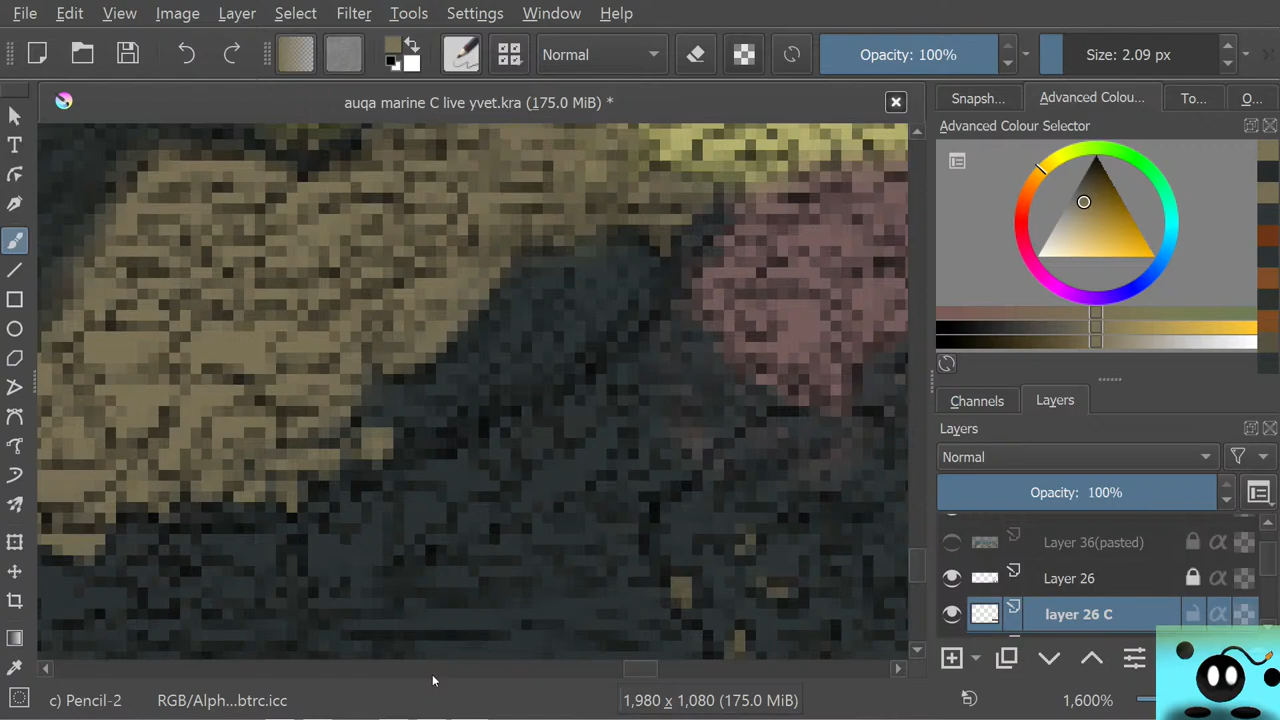 File Edit View Image Layer Select Filter Tools Settings Window Help
Normal Opacity: 100% Size: 2.09 px
auqa marine C live yvet.kra (175.0 MiB) *
Snapsh... Advanced Colou... To... O...
Advanced Colour Selector
Channels Layers
Layers
Normal
Opacity: 100%
Layer 36(pasted)
Layer 26
layer 26 C
c) Pencil-2 RGB/Alph...btrc.icc 1,980 x 1,080 (175.0 MiB) 1,600%